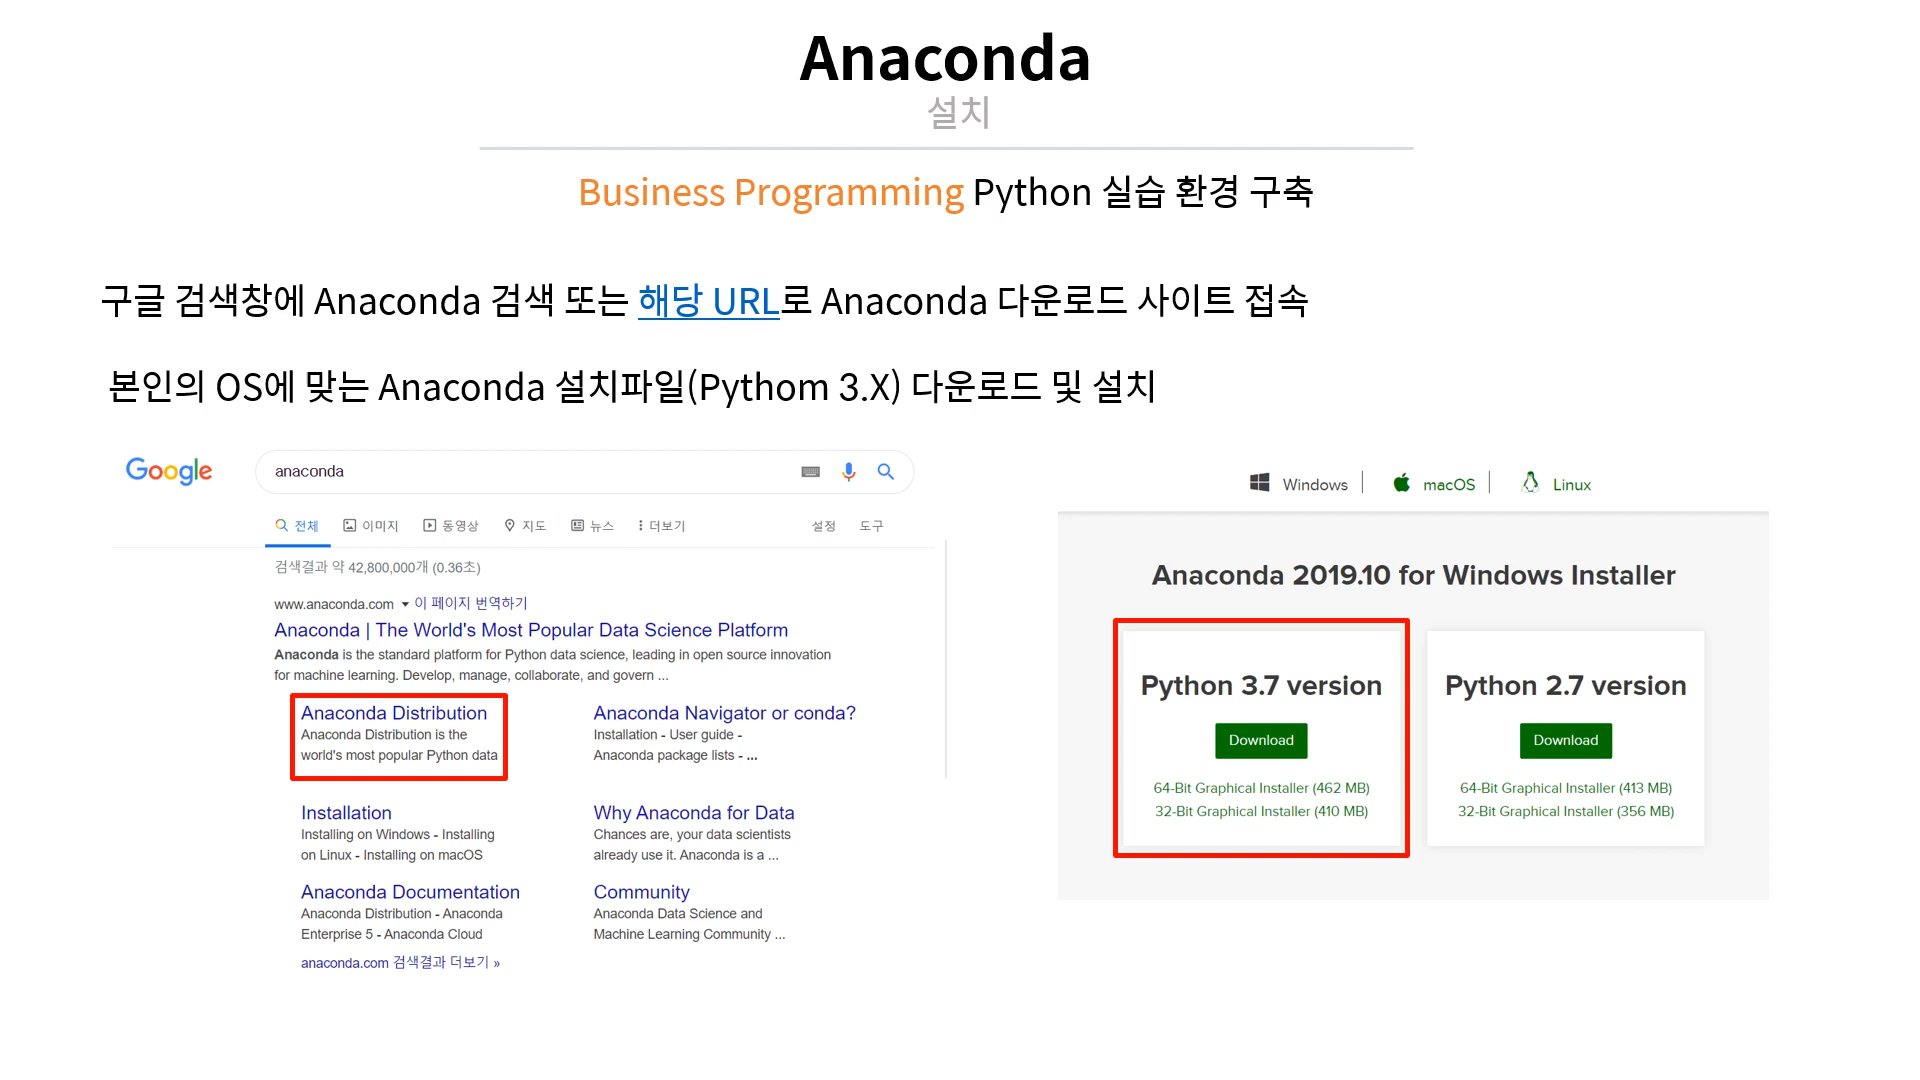 Anaconda
설치
Business Programming Python 실습 환경 구축
구글 검색창에 Anaconda 검색 또는 해당 URL로 Anaconda 다운로드 사이트 접속
본인의 OS에 맞는 Anaconda 설치파일(Pythom 3.X) 다운로드 및 설치
Google
anaconda
전체 이미지 동영상 지도 뉴스 더보기 설정 도구
검색결과 약 42,800,000개 (0.36초)
www.anaconda.com 이 페이지 번역하기
Anaconda | The World's Most Popular Data Science Platform
Anaconda is the standard platform for Python data science, leading in open source innovation
for machine learning. Develop, manage, collaborate, and govern ...
Anaconda Distribution
Anaconda Distribution is the
world's most popular Python data
Anaconda Navigator or conda?
Installation - User guide -
Anaconda package lists - ...
Installation
Installing on Windows - Installing
on Linux - Installing on macOS
Why Anaconda for Data
Chances are, your data scientists
already use it. Anaconda is a ...
Anaconda Documentation
Anaconda Distribution - Anaconda
Enterprise 5 - Anaconda Cloud
Community
Anaconda Data Science and
Machine Learning Community ...
anaconda.com 검색결과 더보기 »
Windows | macOS | Linux
Anaconda 2019.10 for Windows Installer
Python 3.7 version
Download
64-Bit Graphical Installer (462 MB)
32-Bit Graphical Installer (410 MB)
Python 2.7 version
Download
64-Bit Graphical Installer (413 MB)
32-Bit Graphical Installer (356 MB)